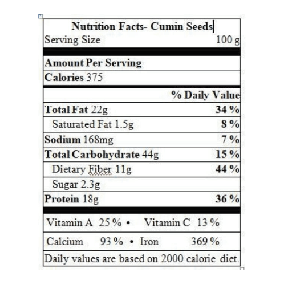 Nutrition Facts- Cumin Seeds
Serving Size 100 g
Amount Per Serving
Calories 375
% Daily Value
Total Fat 22g 34 %
Saturated Fat 1.5g 8 %
Sodium 168mg 7 %
Total Carbohydrate 44g 15 %
Dietary Fiber 11g 44 %
Sugar 2.3g
Protein 18g 36 %
Vitamin A 25 % • Vitamin C 13 %
Calcium 93 % • Iron 369 %
Daily values are based on 2000 calorie diet